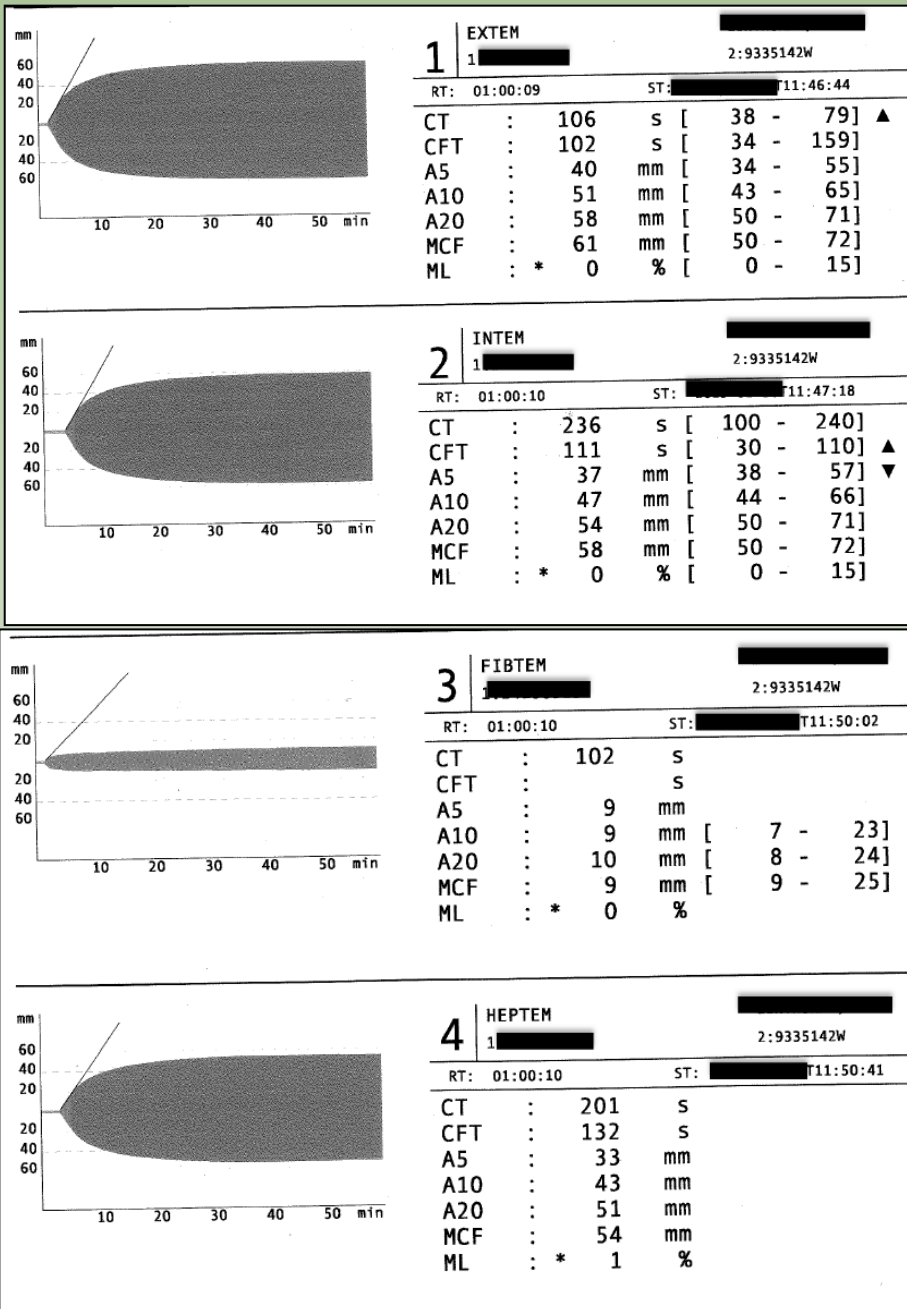 mm
60
40
20
20
40
60
10 20 30 40 50 min
1 EXTEM
1
2:9335142W
RT: 01:00:09 ST: T11:46:44
CT : 106 s [ 38 - 79] ▲
CFT : 102 s [ 34 - 159]
A5 : 40 mm [ 34 - 55]
A10 : 51 mm [ 43 - 65]
A20 : 58 mm [ 50 - 71]
MCF : 61 mm [ 50 - 72]
ML : * 0 % [ 0 - 15]
mm
60
40
20
20
40
60
10 20 30 40 50 min
2 INTEM
1
2:9335142W
RT: 01:00:10 ST: T11:47:18
CT : 236 s [ 100 - 240]
CFT : 111 s [ 30 - 110] ▲
A5 : 37 mm [ 38 - 57] ▼
A10 : 47 mm [ 44 - 66]
A20 : 54 mm [ 50 - 71]
MCF : 58 mm [ 50 - 72]
ML : * 0 % [ 0 - 15]
mm
60
40
20
20
40
60
10 20 30 40 50 min
3 FIBTEM
2:9335142W
RT: 01:00:10 ST: T11:50:02
CT : 102 s
CFT : s
A5 : 9 mm
A10 : 9 mm [ 7 - 23]
A20 : 10 mm [ 8 - 24]
MCF : 9 mm [ 9 - 25]
ML : * 0 %
mm
60
40
20
20
40
60
10 20 30 40 50 min
4 HEPTEM
1
2:9335142W
RT: 01:00:10 ST: T11:50:41
CT : 201 s
CFT : 132 s
A5 : 33 mm
A10 : 43 mm
A20 : 51 mm
MCF : 54 mm
ML : * 1 %